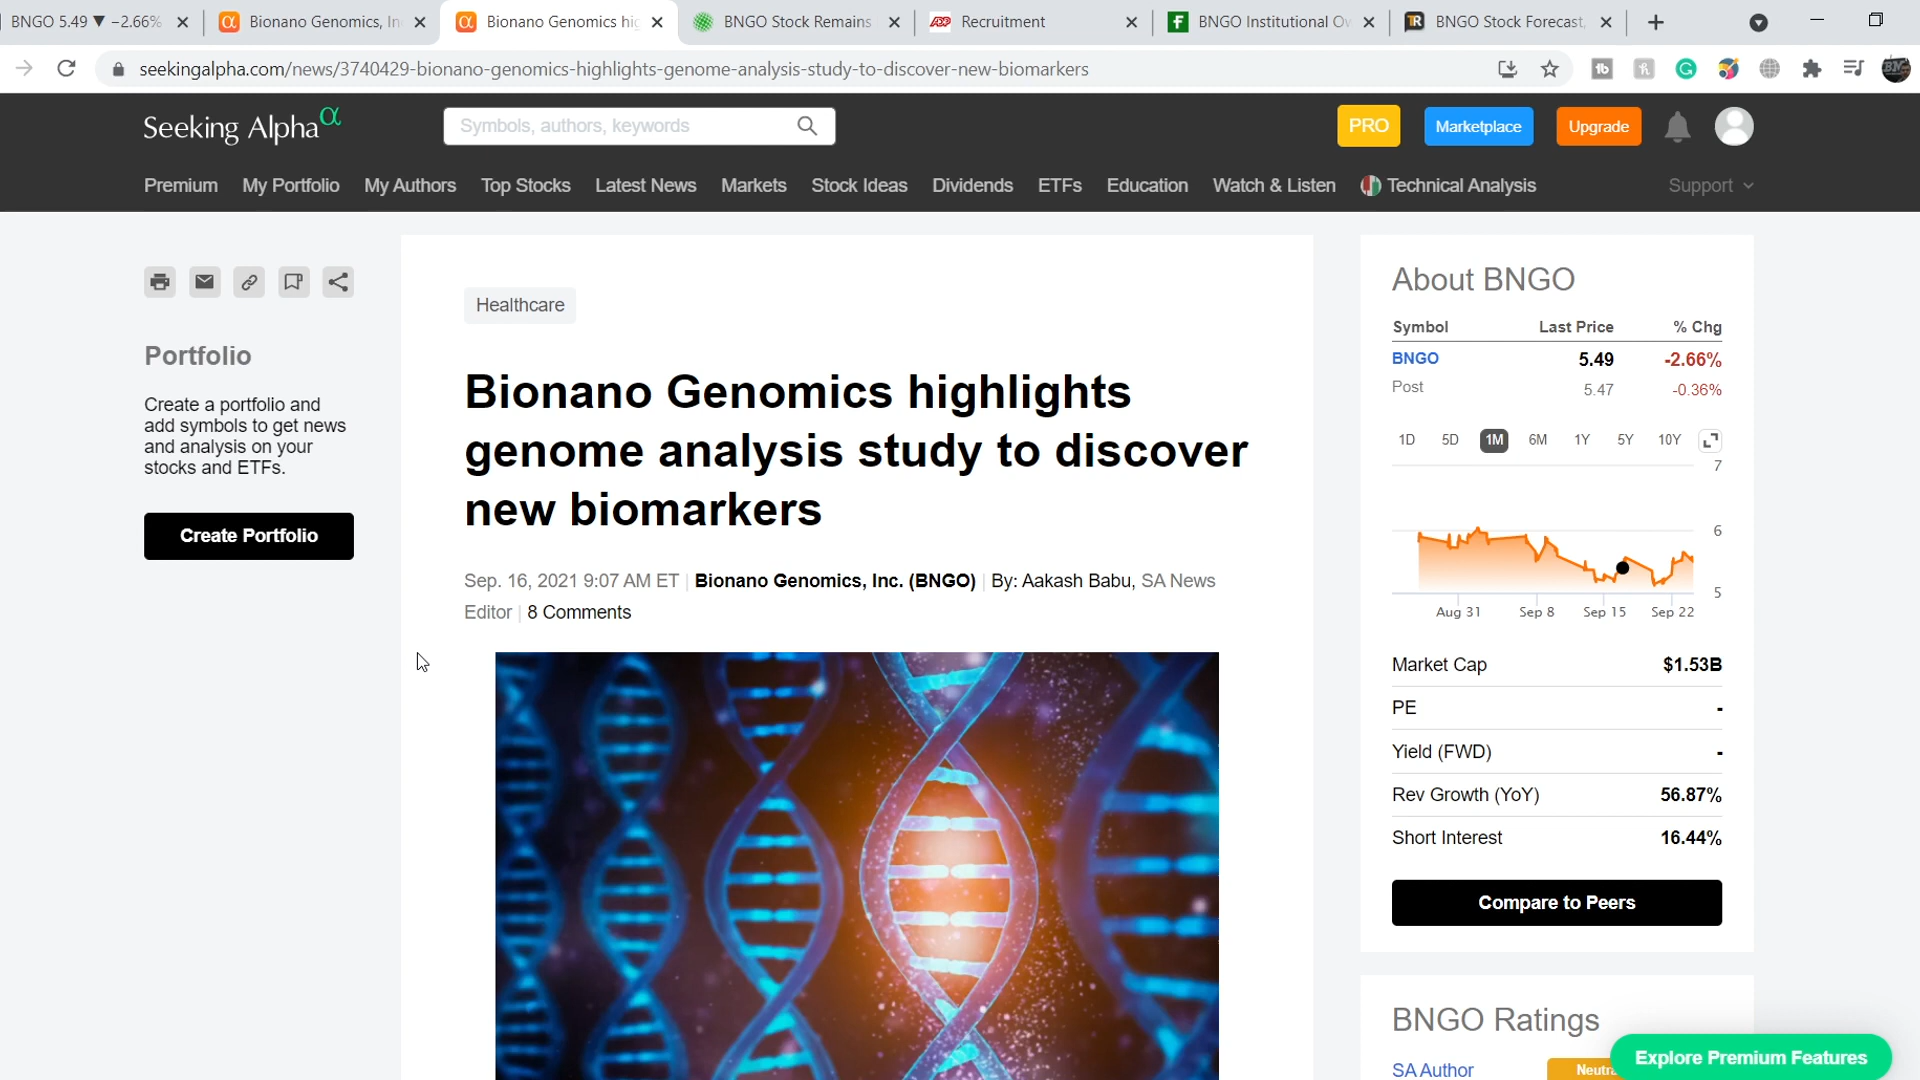 BNGO 5.49 ▼ −2.66%
Bionano Genomics, In
Bionano Genomics hig
BNGO Stock Remains
ADP Recruitment
BNGO Institutional Ow
TR BNGO Stock Forecast,
seekingalpha.com/news/3740429-bionano-genomics-highlights-genome-analysis-study-to-discover-new-biomarkers
Seeking Alpha α
Symbols, authors, keywords
PRO
Marketplace
Upgrade
Premium My Portfolio My Authors Top Stocks Latest News Markets Stock Ideas Dividends ETFs Education Watch & Listen Technical Analysis Support
Portfolio
Create a portfolio and
add symbols to get news
and analysis on your
stocks and ETFs.
Create Portfolio
Healthcare
Bionano Genomics highlights
genome analysis study to discover
new biomarkers
Sep. 16, 2021 9:07 AM ET | Bionano Genomics, Inc. (BNGO) | By: Aakash Babu, SA News
Editor | 8 Comments
About BNGO
Symbol Last Price % Chg
BNGO 5.49 -2.66%
Post 5.47 -0.36%
1D 5D 1M 6M 1Y 5Y 10Y
7
6
5
Aug 31 Sep 8 Sep 15 Sep 22
Market Cap $1.53B
PE -
Yield (FWD) -
Rev Growth (YoY) 56.87%
Short Interest 16.44%
Compare to Peers
BNGO Ratings
SA Author Neutra
Explore Premium Features